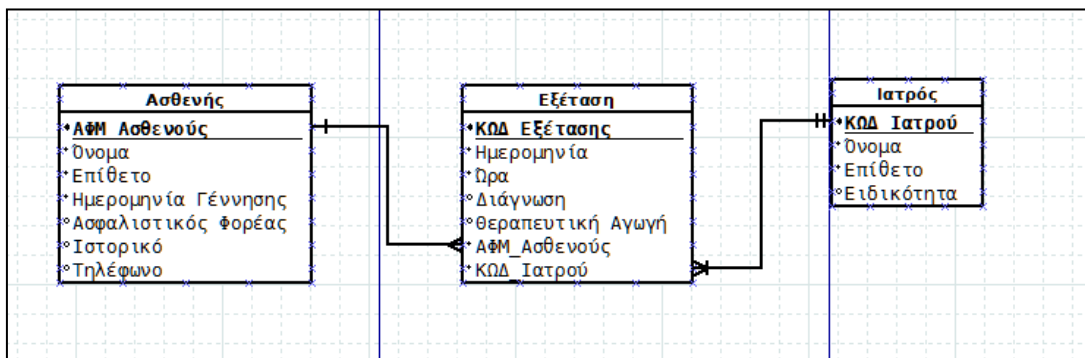 Ασθενής
ΑΦΜ Ασθενούς
Όνομα
Επίθετο
Ημερομηνία Γέννησης
Ασφαλιστικός Φορέας
Ιστορικό
Τηλέφωνο
Εξέταση
ΚΩΔ Εξέτασης
Ημερομηνία
Ώρα
Διάγνωση
Θεραπευτική Αγωγή
ΑΦΜ_Ασθενούς
ΚΩΔ_Ιατρού
Ιατρός
ΚΩΔ Ιατρού
Όνομα
Επίθετο
Ειδικότητα